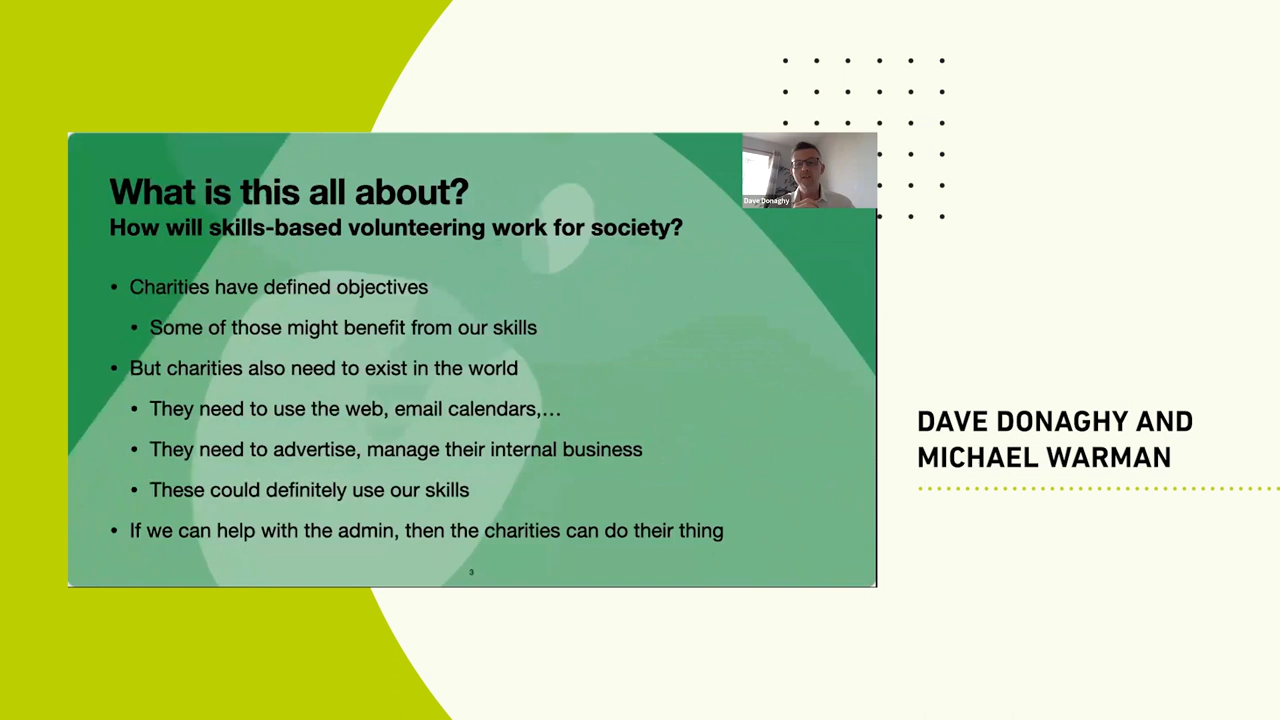 What is this all about?
How will skills-based volunteering work for society?
• Charities have defined objectives
• Some of those might benefit from our skills
• But charities also need to exist in the world
• They need to use the web, email calendars,…
• They need to advertise, manage their internal business
• These could definitely use our skills
• If we can help with the admin, then the charities can do their thing
3
Dave Donaghy
DAVE DONAGHY AND
MICHAEL WARMAN